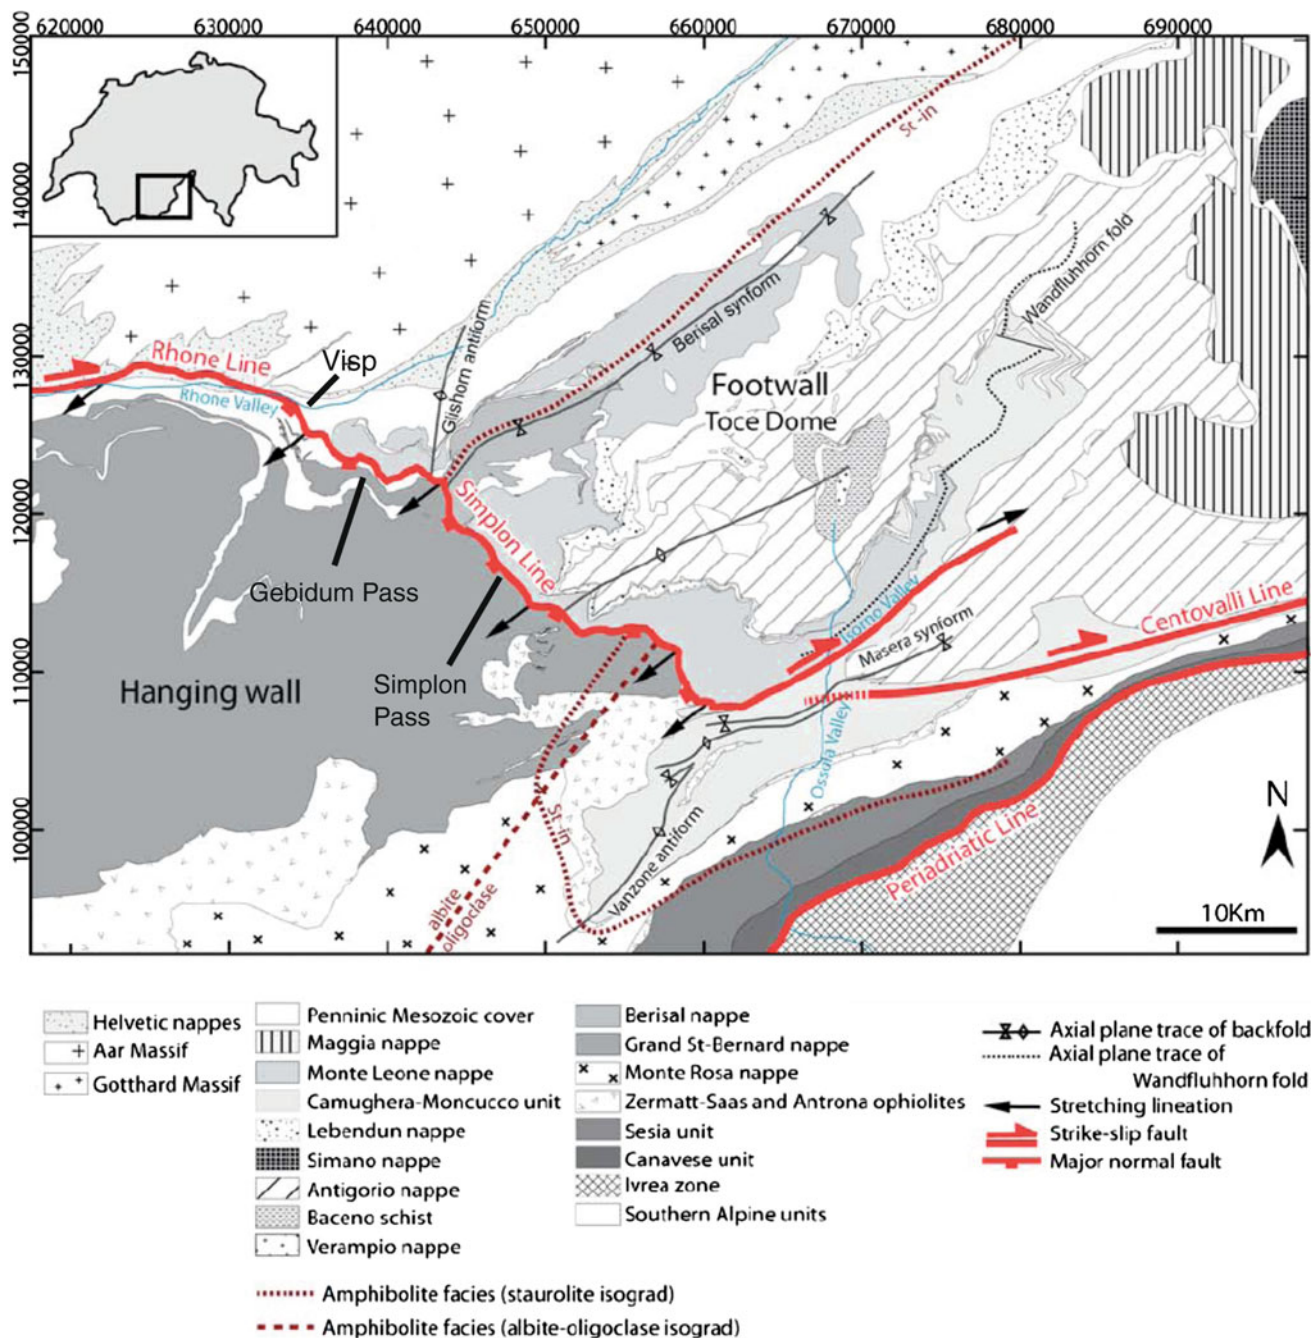 620000 630000 640000 650000 660000 670000 680000 690000
150000
140000
130000
120000
110000
100000
St-in
Rhone Line
Visp
Rhone Valley
Glishorn antiform
Berisal synform
Wandfluhhorn fold
Footwall
Toce Dome
Simplon Line
Gebidum Pass
Isorno Valley
Masera synform
Centovalli Line
Simplon
Pass
Hanging wall
Ossola Valley
St-in
Vanzone antiform
albite
oligoclase
Periadriatic Line
N
10Km
Helvetic nappes
Aar Massif
Gotthard Massif
Penninic Mesozoic cover
Maggia nappe
Monte Leone nappe
Camughera-Moncucco unit
Lebendun nappe
Simano nappe
Antigorio nappe
Baceno schist
Verampio nappe
Berisal nappe
Grand St-Bernard nappe
Monte Rosa nappe
Zermatt-Saas and Antrona ophiolites
Sesia unit
Canavese unit
Ivrea zone
Southern Alpine units
Axial plane trace of backfold
Axial plane trace of
Wandfluhhorn fold
Stretching lineation
Strike-slip fault
Major normal fault
Amphibolite facies (staurolite isograd)
Amphibolite facies (albite-oligoclase isograd)